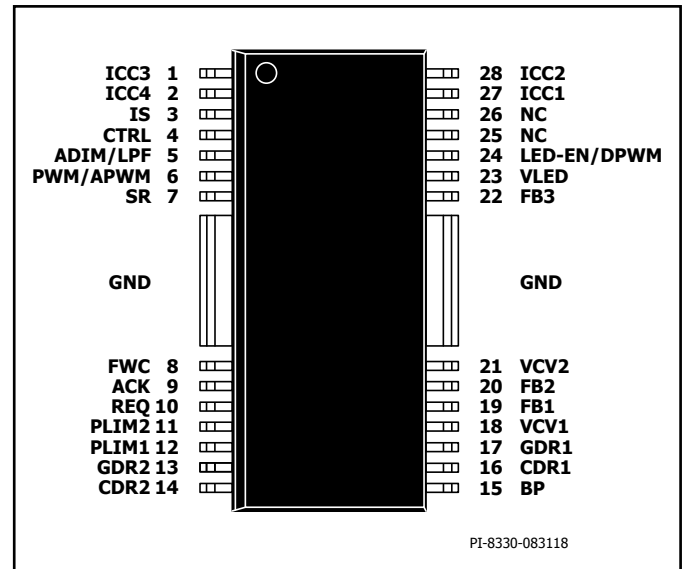 ICC3 1 28 ICC2
ICC4 2 27 ICC1
IS 3 26 NC
CTRL 4 25 NC
ADIM/LPF 5 24 LED-EN/DPWM
PWM/APWM 6 23 VLED
SR 7 22 FB3
GND GND
FWC 8 21 VCV2
ACK 9 20 FB2
REQ 10 19 FB1
PLIM2 11 18 VCV1
PLIM1 12 17 GDR1
GDR2 13 16 CDR1
CDR2 14 15 BP
PI-8330-083118